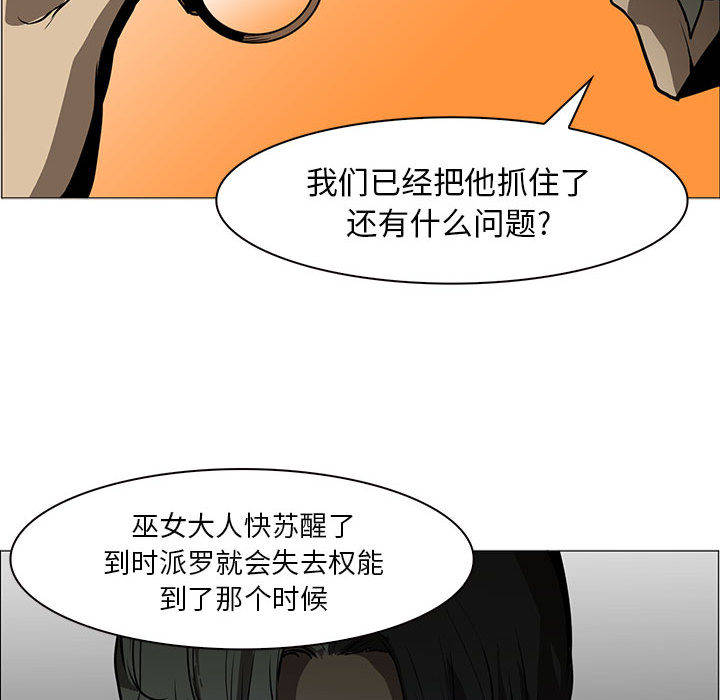 我们已经把他抓住了
还有什么问题?
巫女大人快苏醒了
到时派罗就会失去权能
到了那个时候